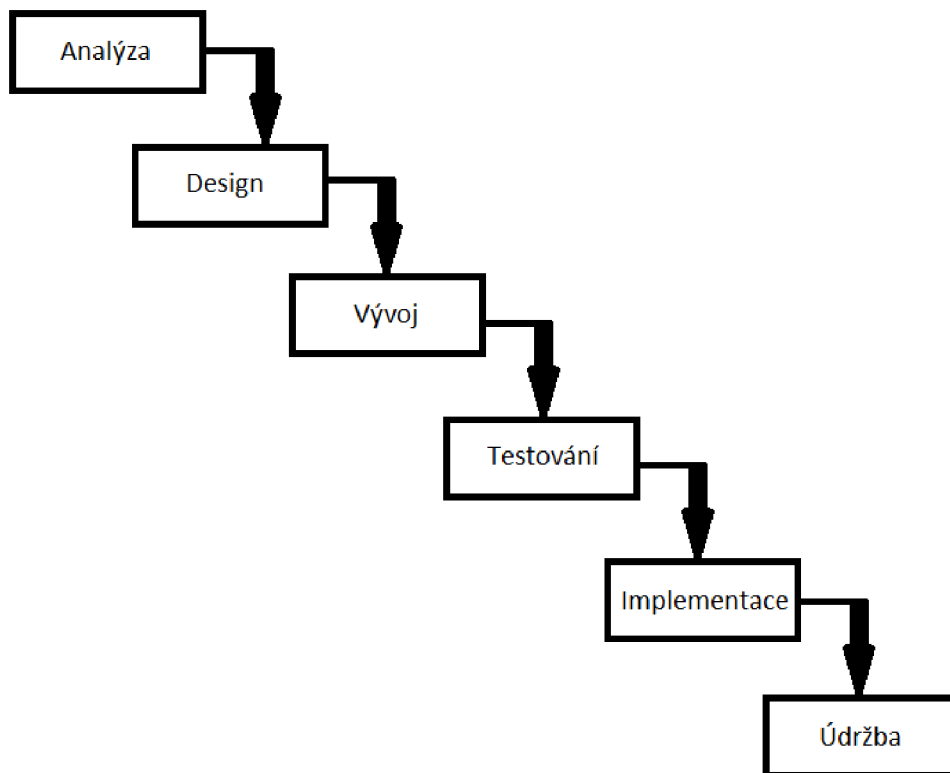 Analýza
Design
Vývoj
Testování
Implementace
Údržba